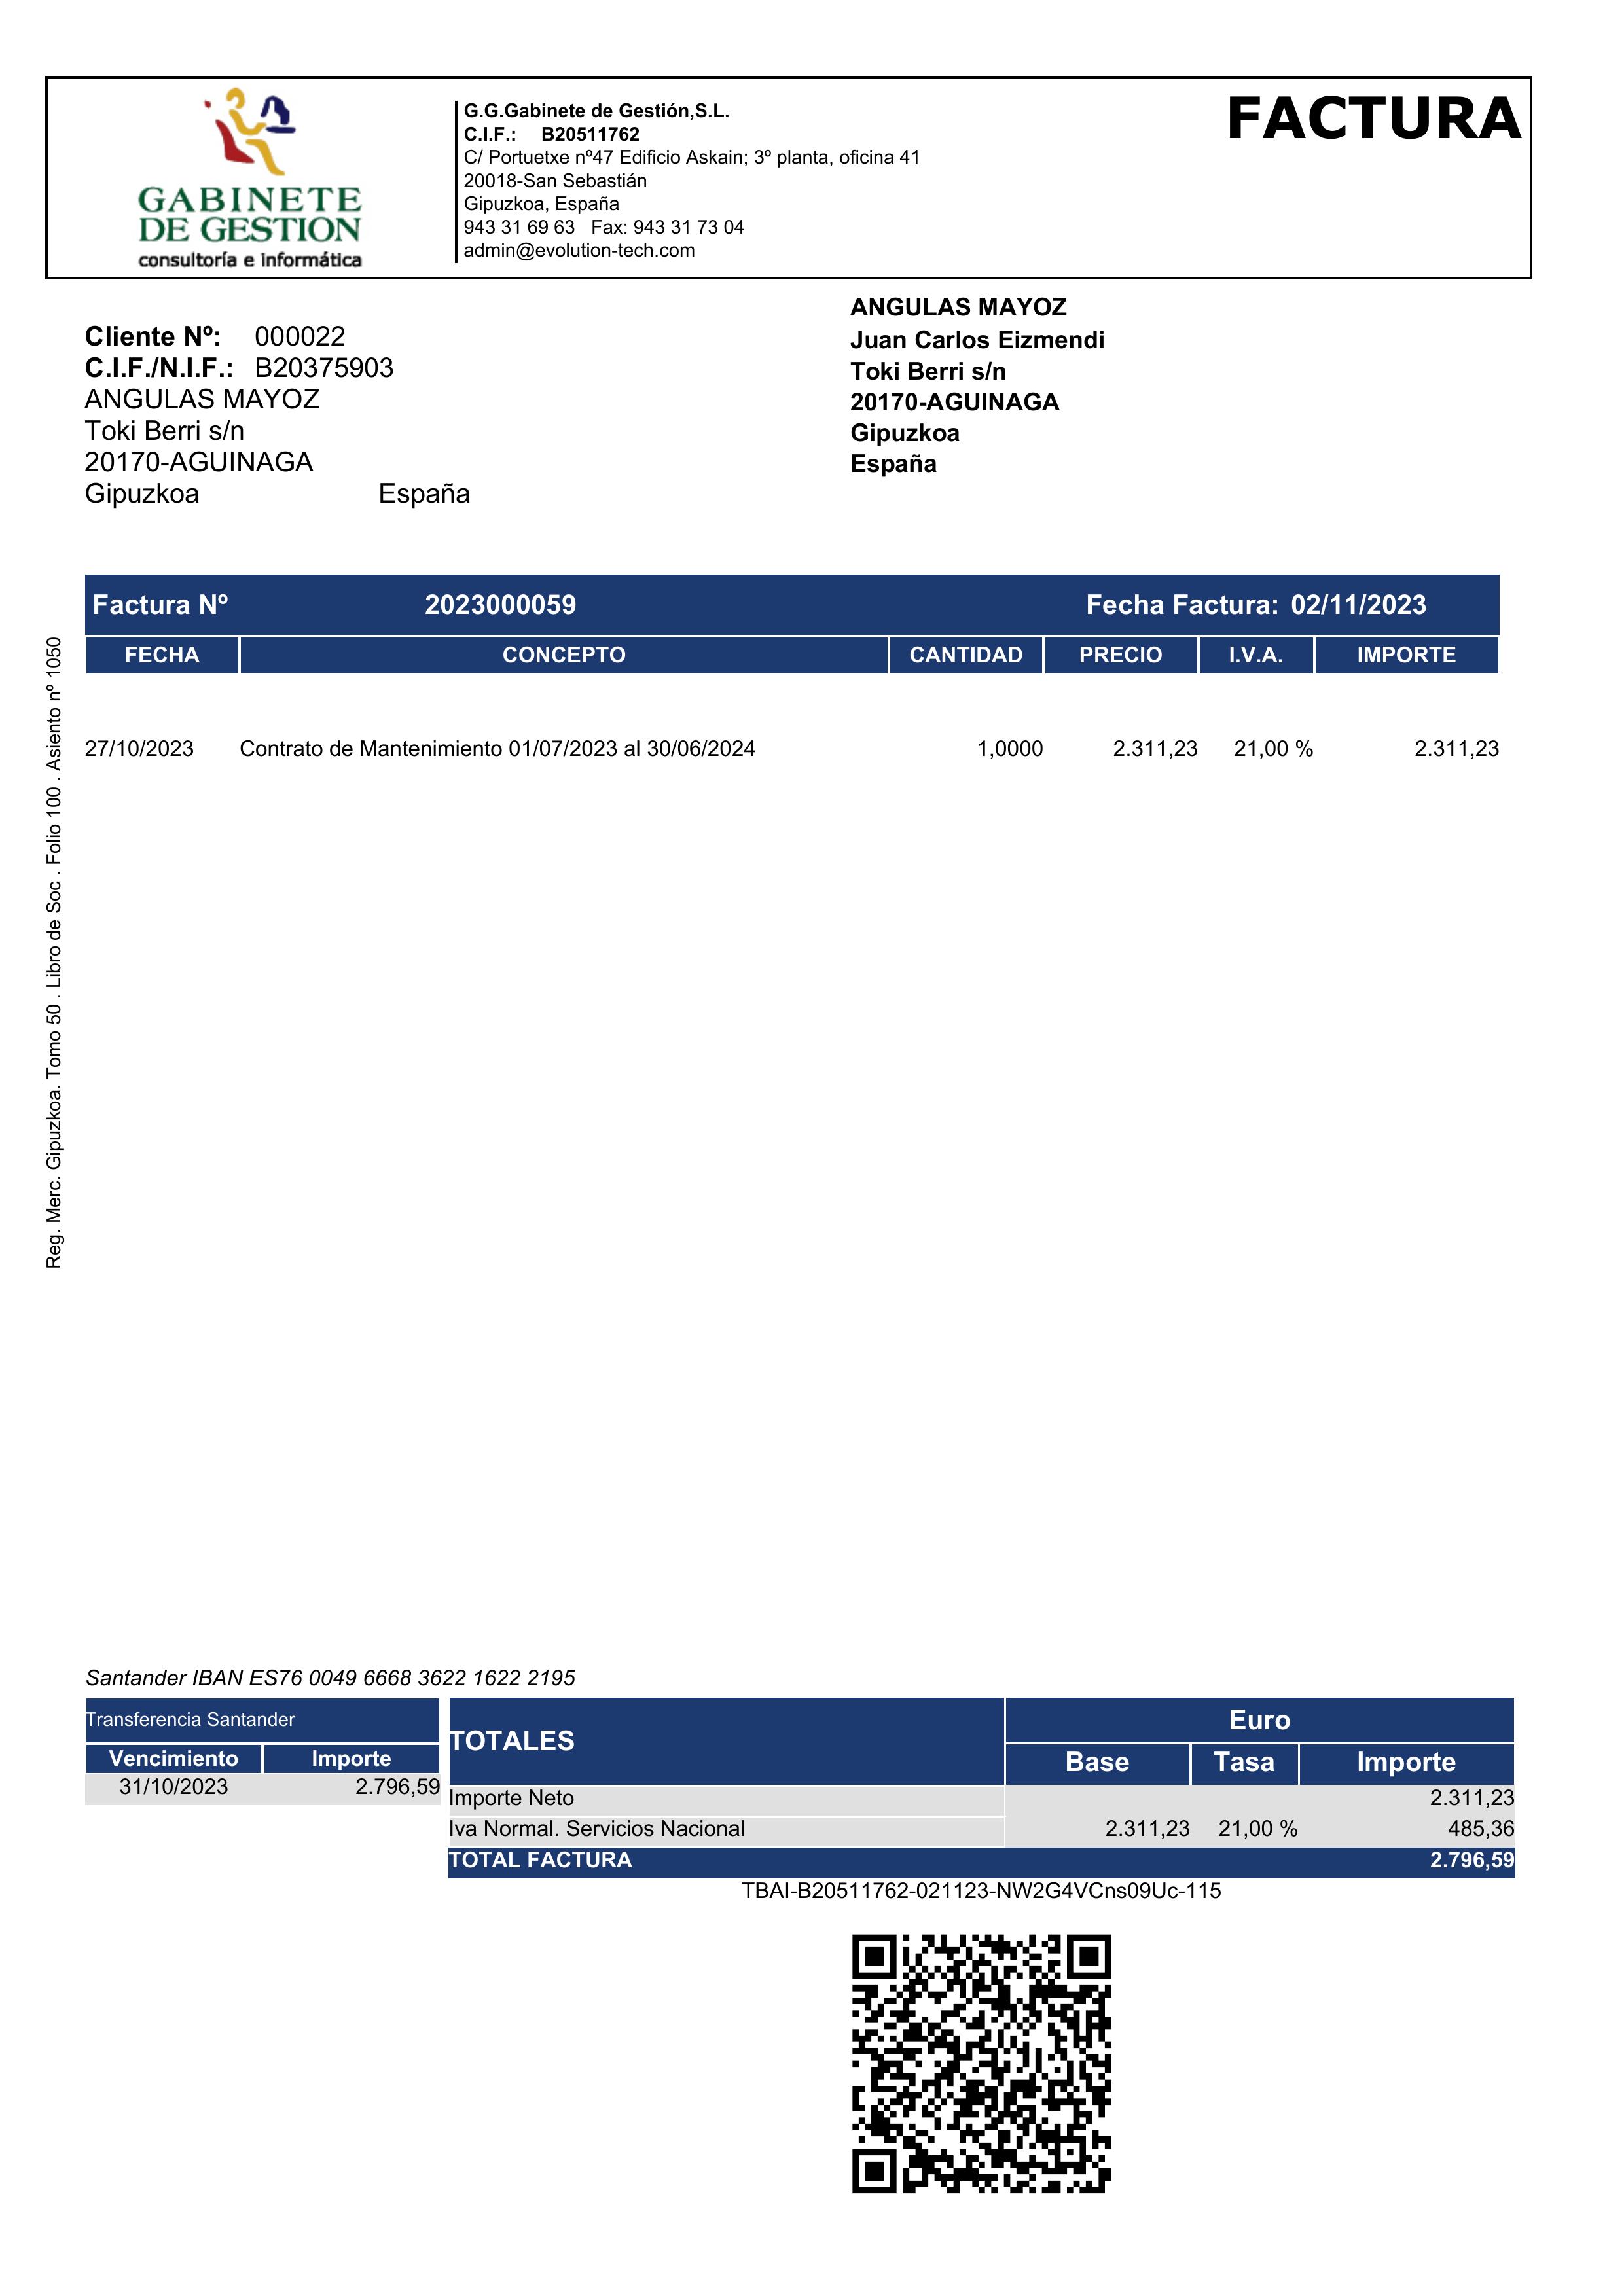 GABINETE
DE GESTION
consultoría e informática
G.G.Gabinete de Gestión,S.L.
C.I.F.: B20511762
C/ Portuetxe nº47 Edificio Askain; 3º planta, oficina 41
20018-San Sebastián
Gipuzkoa, España
943 31 69 63 Fax: 943 31 73 04
admin@evolution-tech.com
FACTURA
Cliente Nº: 000022
C.I.F./N.I.F.: B20375903
ANGULAS MAYOZ
Toki Berri s/n
20170-AGUINAGA
Gipuzkoa España
ANGULAS MAYOZ
Juan Carlos Eizmendi
Toki Berri s/n
20170-AGUINAGA
Gipuzkoa
España
Factura Nº 2023000059 Fecha Factura: 02/11/2023
FECHA CONCEPTO CANTIDAD PRECIO I.V.A. IMPORTE
27/10/2023 Contrato de Mantenimiento 01/07/2023 al 30/06/2024 1,0000 2.311,23 21,00 % 2.311,23
Reg. Merc. Gipuzkoa. Tomo 50 . Libro de Soc . Folio 100 . Asiento nº 1050
Santander IBAN ES76 0049 6668 3622 1622 2195
Transferencia Santander
Vencimiento Importe
31/10/2023 2.796,59
TOTALES Euro
Base Tasa Importe
Importe Neto 2.311,23
Iva Normal. Servicios Nacional 2.311,23 21,00 % 485,36
TOTAL FACTURA 2.796,59
TBAI-B20511762-021123-NW2G4VCns09Uc-115